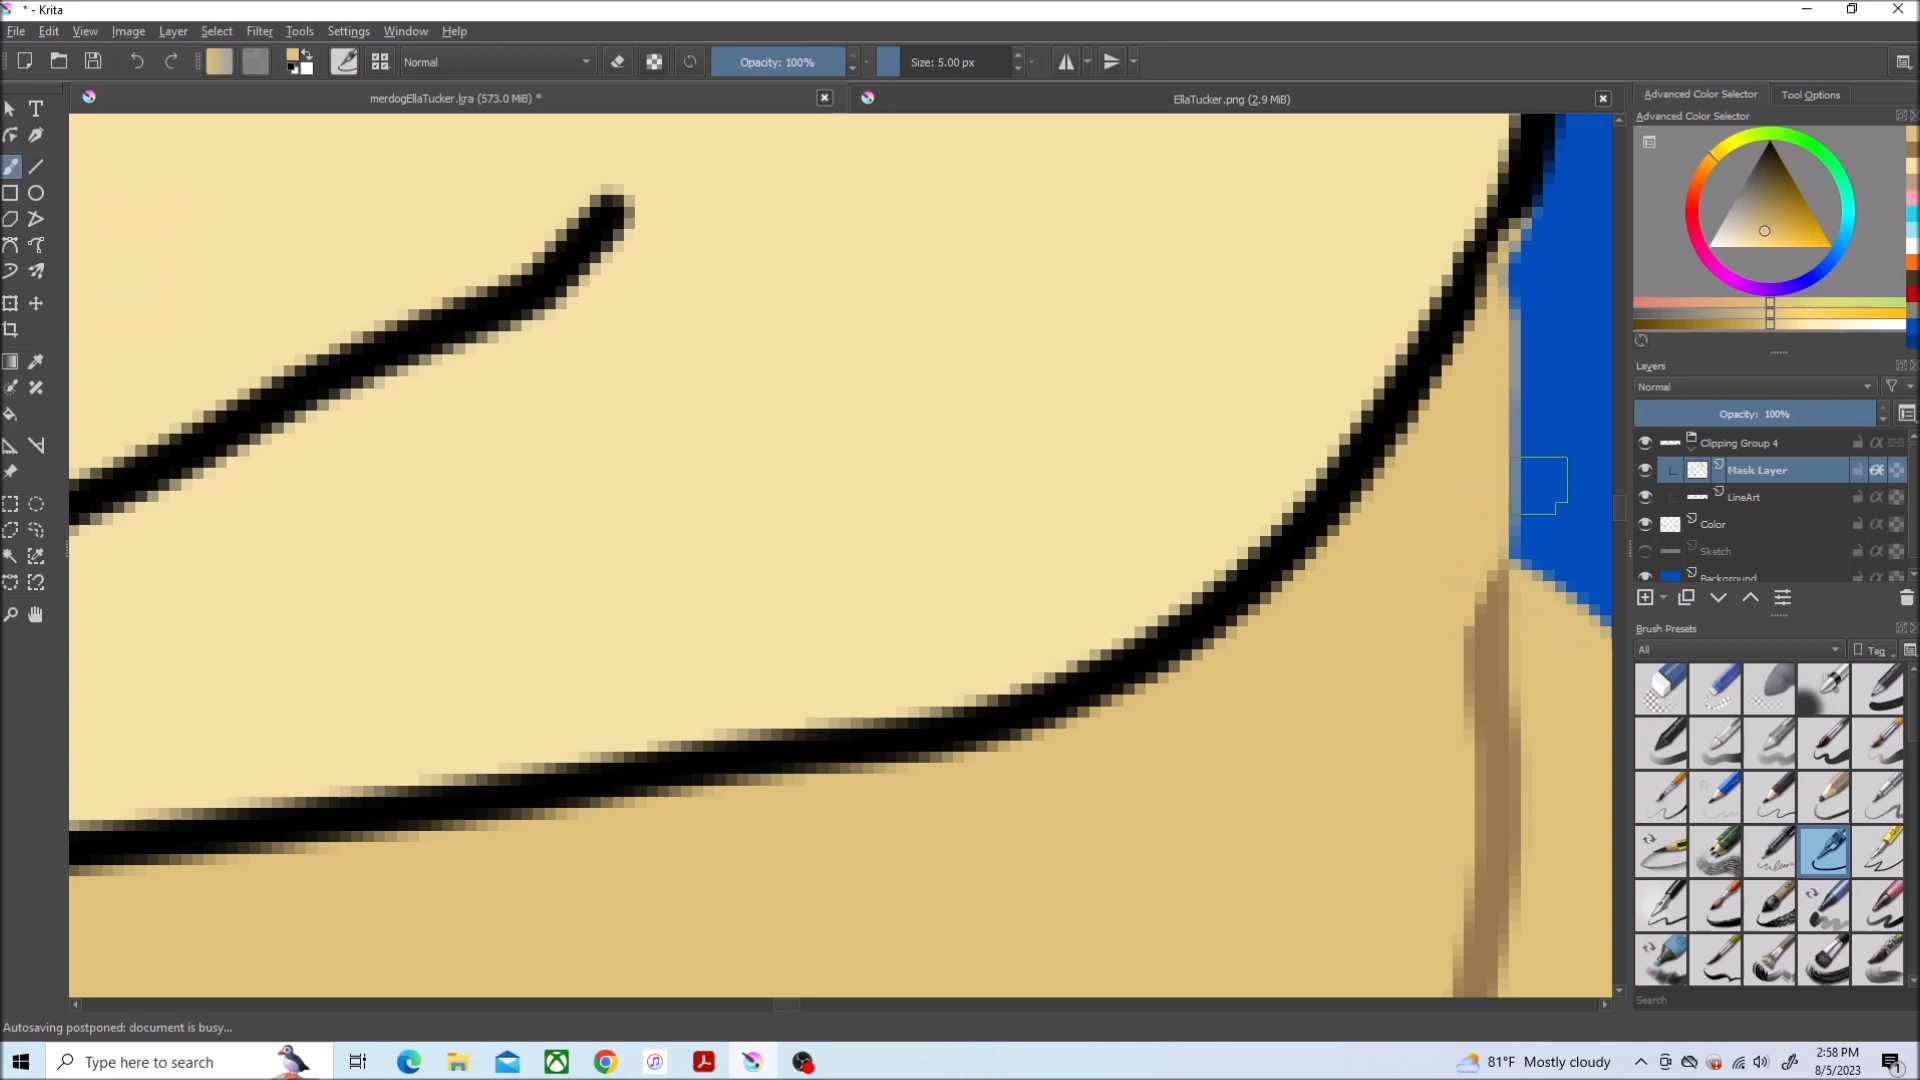 * - Krita
File Edit View Image Layer Select Filter Tools Settings Window Help
Normal Opacity: 100% Size: 5.00 px
merdogEllaTucker.kra (573.0 MiB) * EllaTucker.png (2.9 MiB)
Advanced Color Selector Tool Options
Advanced Color Selector
Layers
Normal
Opacity: 100%
Clipping Group 4
Mask Layer
LineArt
Color
Sketch
Background
Brush Presets
All Tag
Search
Autosaving postponed: document is busy...
Type here to search
81°F Mostly cloudy
2:58 PM
8/5/2023
1